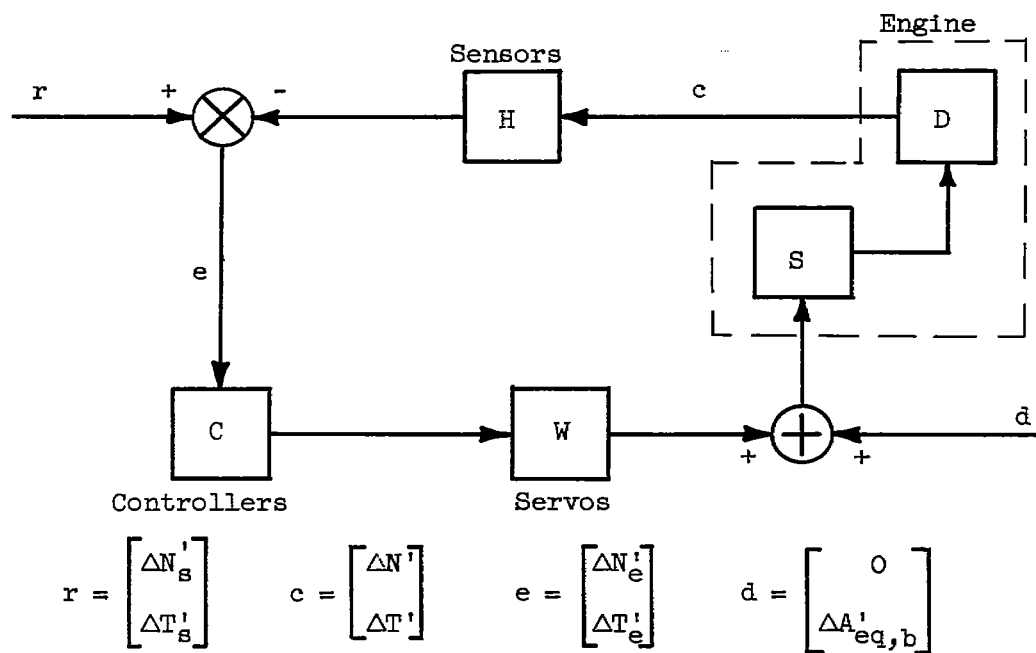 Engine
Sensors
r
+
-
H
c
D
e
S
C
W
+
+
d
Controllers
Servos
r = [ΔN's ΔT's]
c = [ΔN' ΔT']
e = [ΔN'e ΔT'e]
d = [0 ΔA'eq,b]